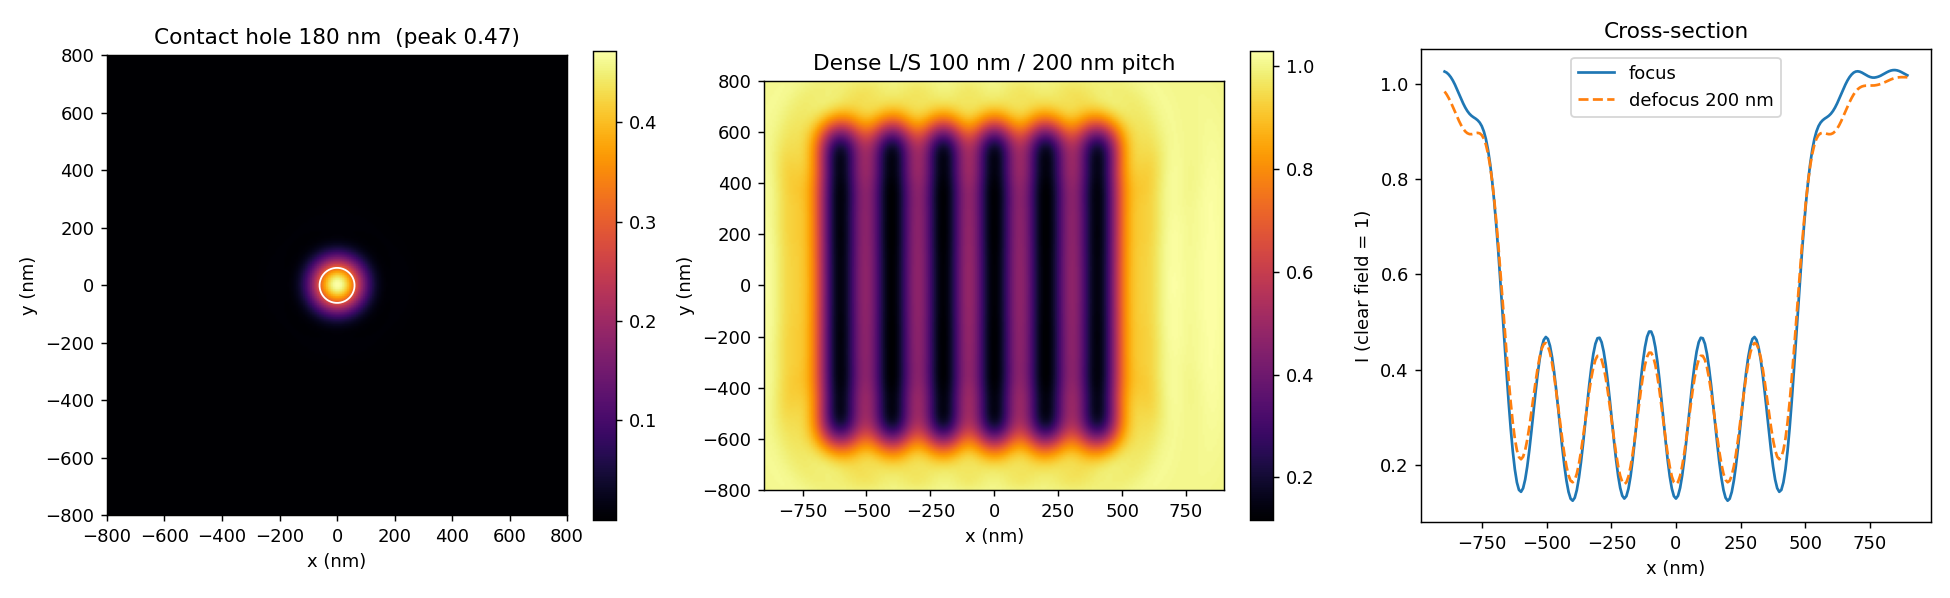 Contact hole 180 nm  (peak 0.47)
800
600
400
200
0
−200
−400
−600
−800
−800 −600 −400 −200 0 200 400 600 800
x (nm)
y (nm)
0.4
0.3
0.2
0.1
Dense L/S 100 nm / 200 nm pitch
800
600
400
200
0
−200
−400
−600
−800
−750 −500 −250 0 250 500 750
x (nm)
y (nm)
1.0
0.8
0.6
0.4
0.2
Cross-section
focus
defocus 200 nm
1.0
0.8
0.6
0.4
0.2
−750 −500 −250 0 250 500 750
x (nm)
I (clear field = 1)